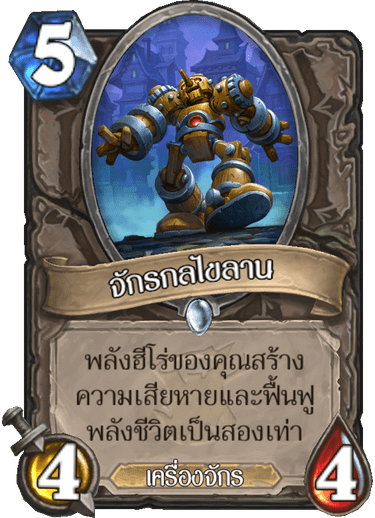 5
จักรกลไขลาน
พลังฮีโร่ของคุณสร้าง
ความเสียหายและฟื้นฟู
พลังชีวิตเป็นสองเท่า
4 เครื่องจักร 4